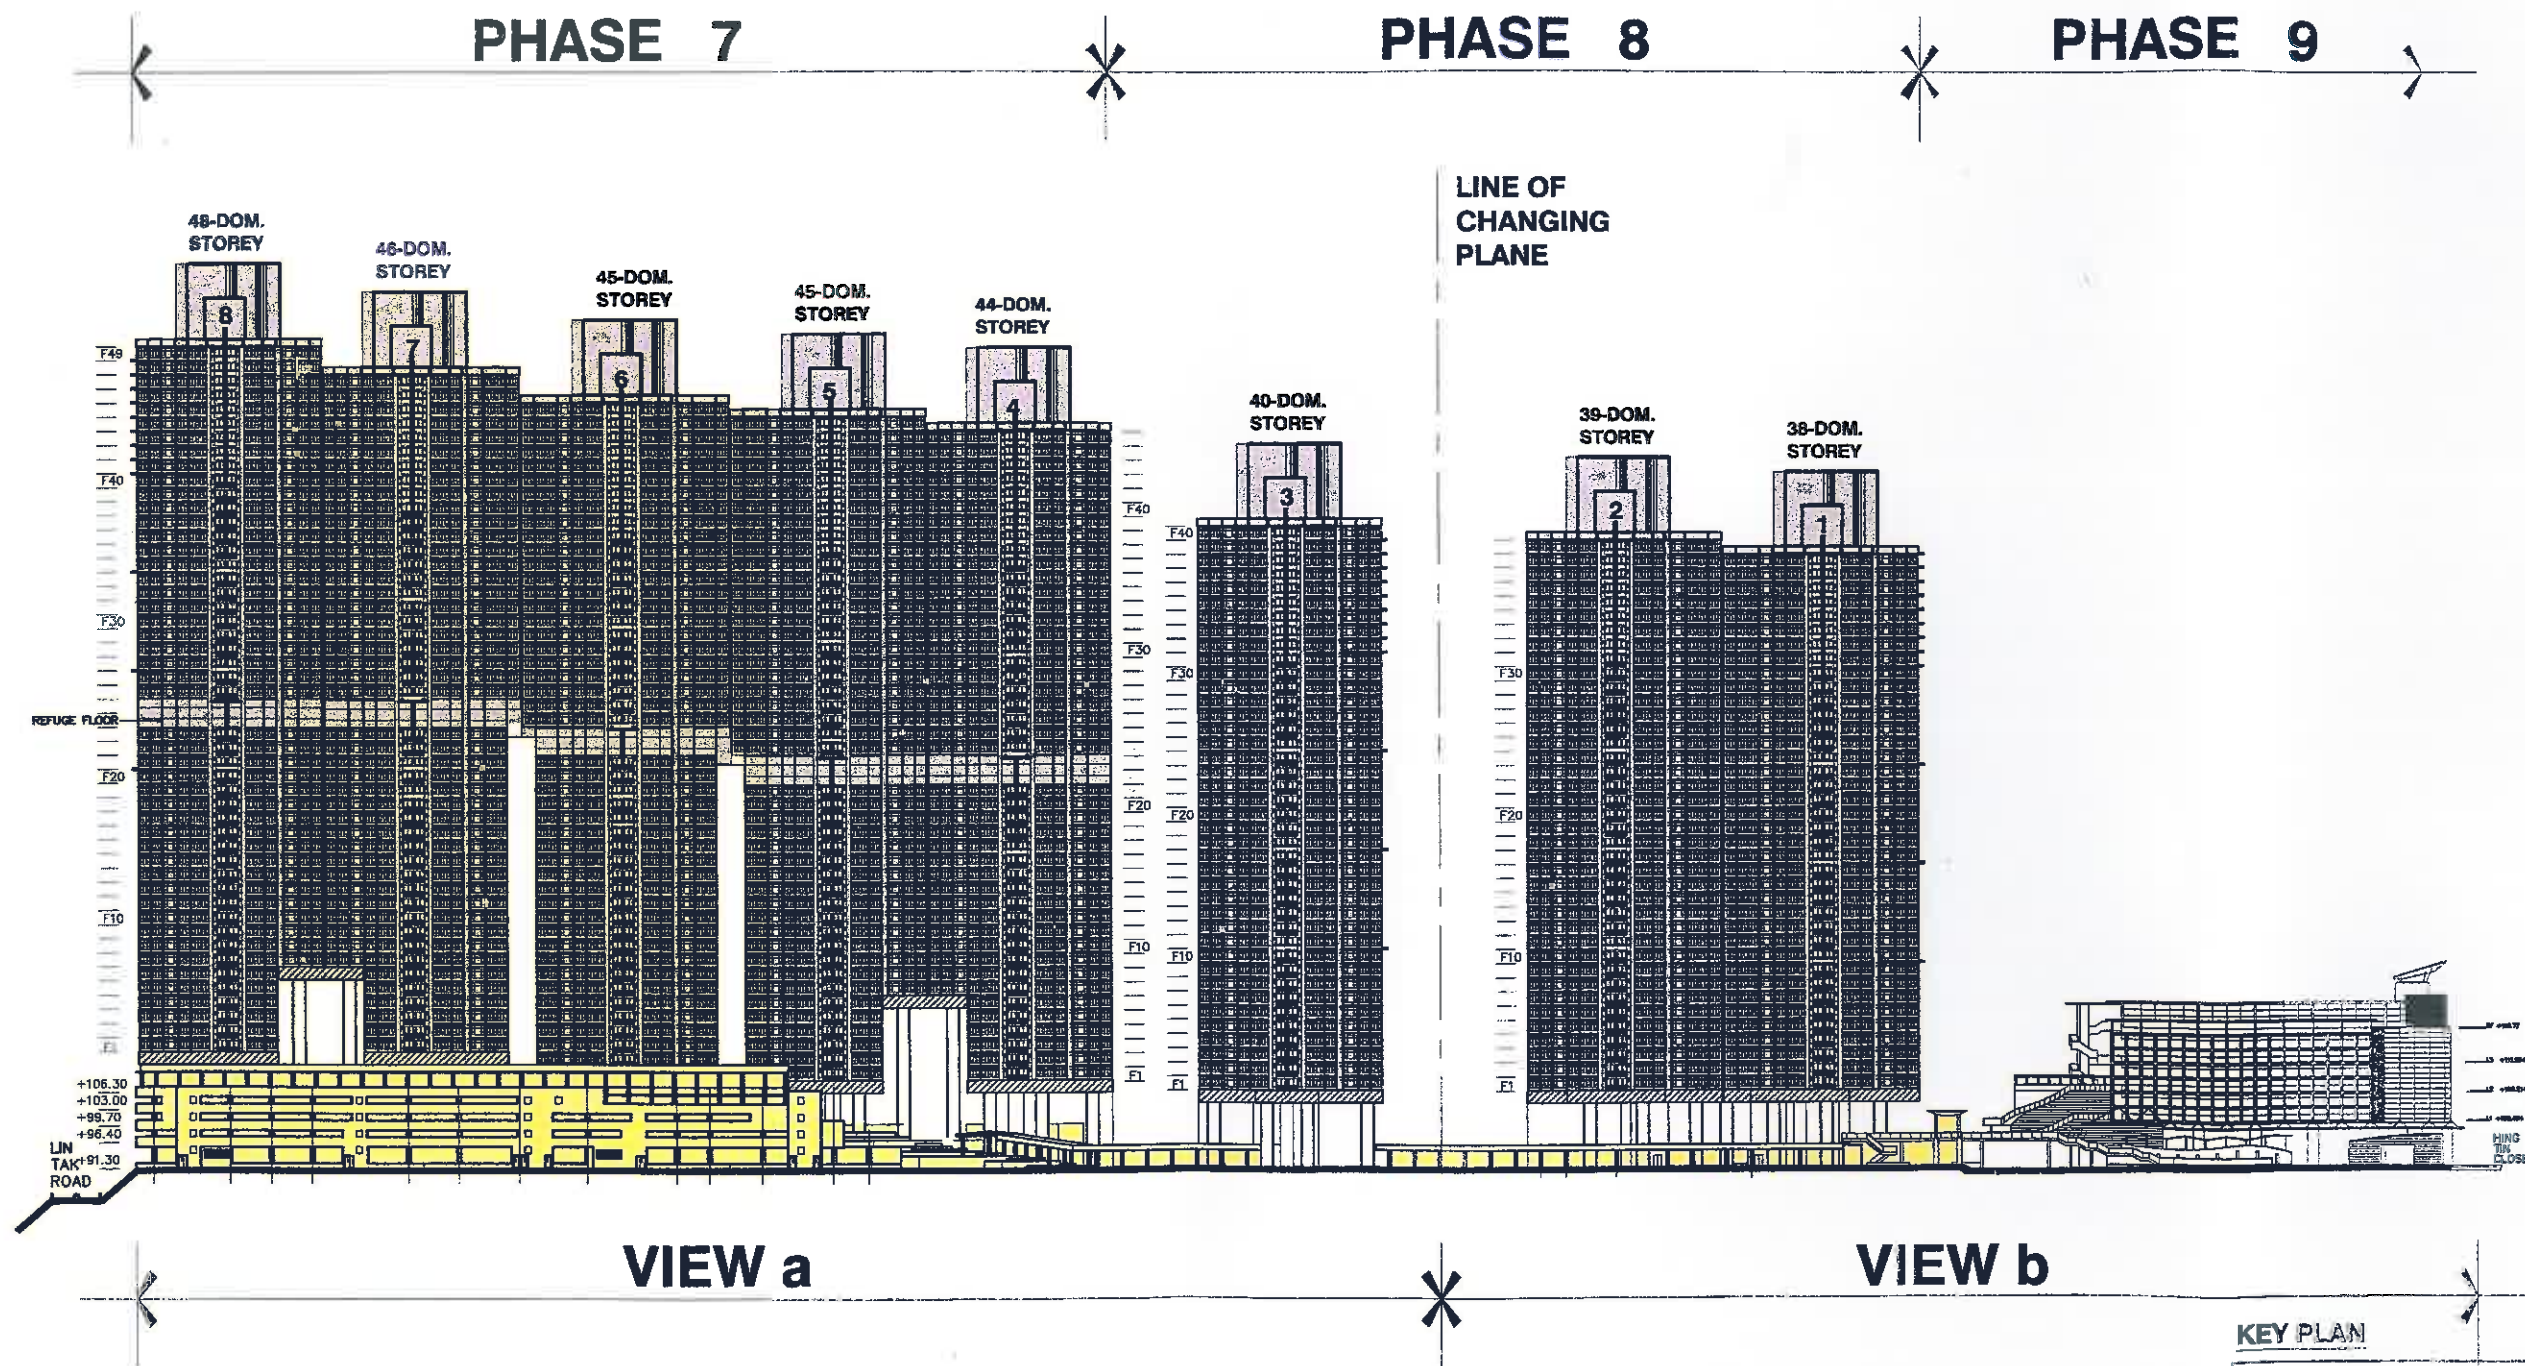 PHASE 7
PHASE 8
PHASE 9
LINE OF
CHANGING
PLANE
48-DOM.
STOREY
46-DOM.
STOREY
45-DOM.
STOREY
45-DOM.
STOREY
44-DOM.
STOREY
40-DOM.
STOREY
39-DOM.
STOREY
38-DOM.
STOREY
8
7
6
5
4
3
2
1
F49
F40
F30
REFUGE FLOOR
F20
F10
F1
F40
F30
F20
F10
F1
F40
F30
F20
F10
F1
F30
F20
F10
F1
+106.30
+103.00
+99.70
+96.40
+91.30
LIN
TAK
ROAD
HING
TIN
CLOSE
VIEW a
VIEW b
KEY PLAN